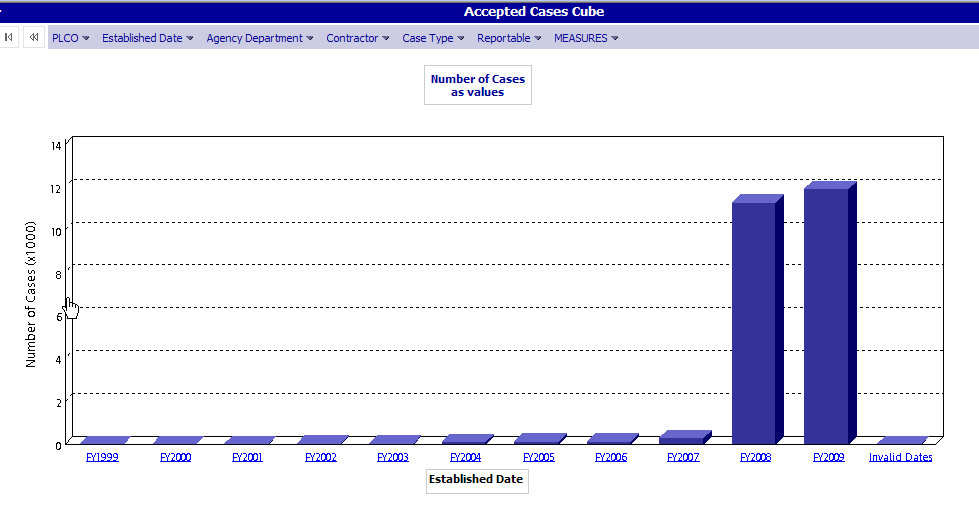 Accepted Cases Cube
PLCO Established Date Agency Department Contractor Case Type Reportable MEASURES
Number of Cases
as values
14
12
10
8
6
4
2
0
Number of Cases (x1000)
FY1999 FY2000 FY2001 FY2002 FY2003 FY2004 FY2005 FY2006 FY2007 FY2008 FY2009 Invalid Dates
Established Date